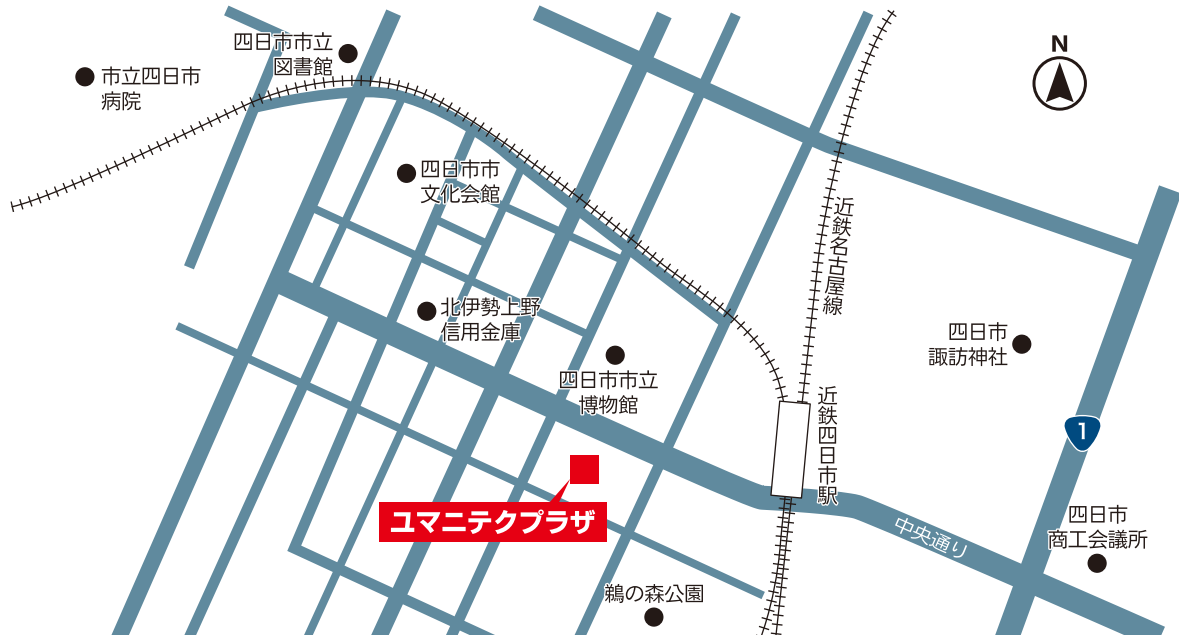 四日市市立
図書館
N
市立四日市
病院
四日市市
文化会館
近鉄名古屋線
北伊勢上野
信用金庫
四日市
諏訪神社
四日市市立
博物館
近鉄四日市駅
1
ユマニテクプラザ
中央通り
四日市
商工会議所
鵜の森公園